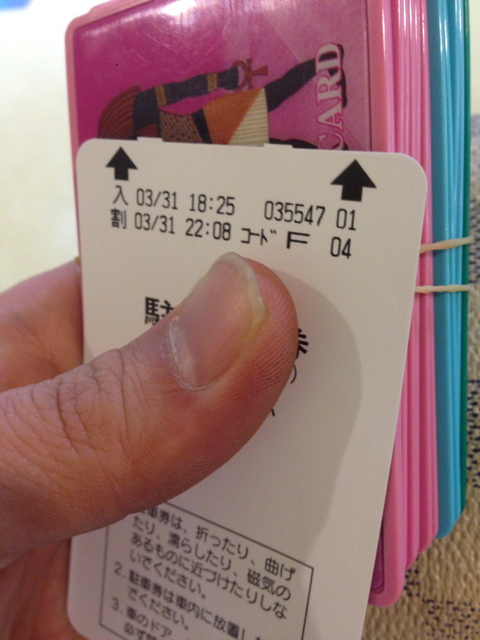 CARD
入 03/31 18:25 035547 01
割 03/31 22:08 コード F 04
駐 券
車券は、折ったり、曲げ
たり、濡らしたり、磁気の
あるものに近づけたりしな
いでください。
2. 駐車券は車内に放置した
でください。
3. 車のドア